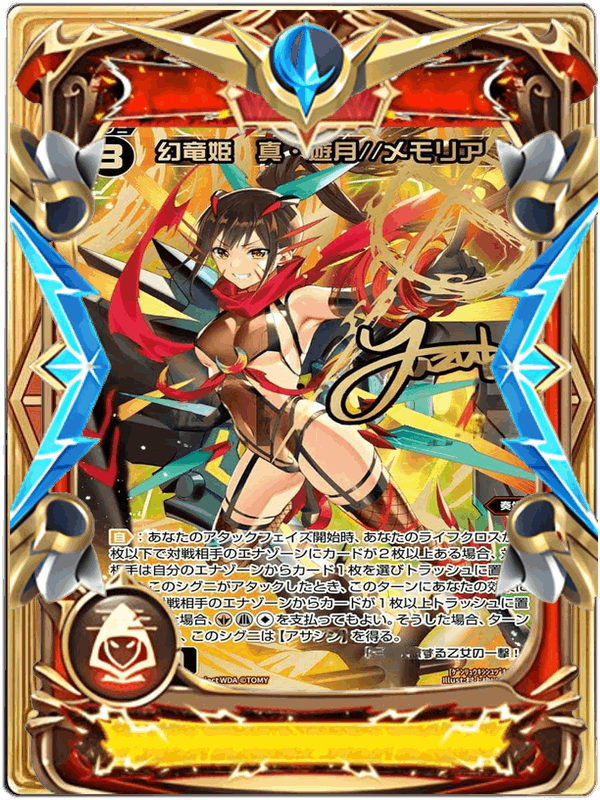 3 幻竜姫 真・遊月//メモリア
Yuzuki
自：あなたのアタックフェイズ開始時、あなたのライフクロスが
枚以下で対戦相手のエナゾーンにカードが２枚以上ある場合、
相手は自分のエナゾーンからカード１枚を選びトラッシュに置
、このシグニがアタックしたとき、このターンにあなたの効
対戦相手のエナゾーンからカードが１枚以上トラッシュに置
場合、を支払ってもよい。そうした場合、ターン
、このシグニは【アサシン】を得る。
する乙女の一撃！
ject WDA ©TOMY
Illust